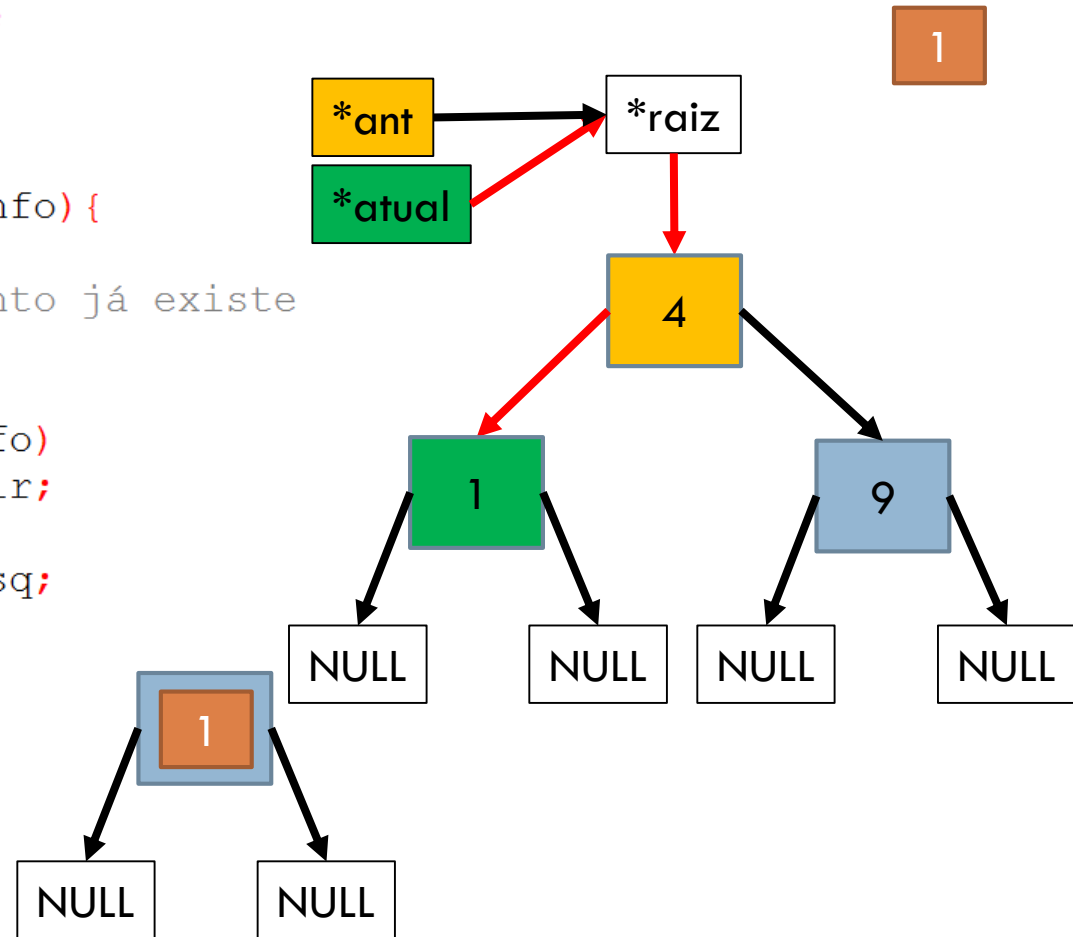 1
*ant
*raiz
*atual
nfo){
nto já existe
4
fo)
ir;
1
9
sq;
NULL
NULL
NULL
NULL
1
NULL
NULL